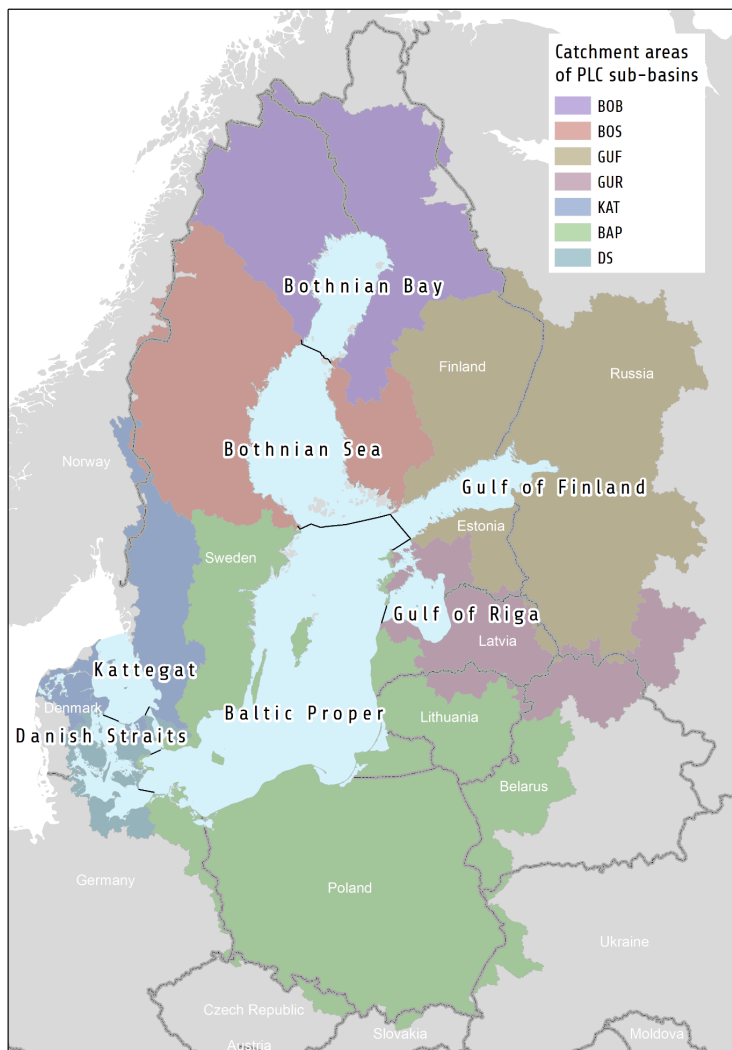 Catchment areas
of PLC sub-basins
BOB
BOS
GUF
GUR
KAT
BAP
DS
Bothnian Bay
Finland
Russia
Bothnian Sea
Norway
Gulf of Finland
Estonia
Sweden
Gulf of Riga
Latvia
Kattegat
Denmark
Baltic Proper
Lithuania
Danish Straits
Belarus
Germany
Poland
Ukraine
Czech Republic
Slovakia
Moldova
Austria